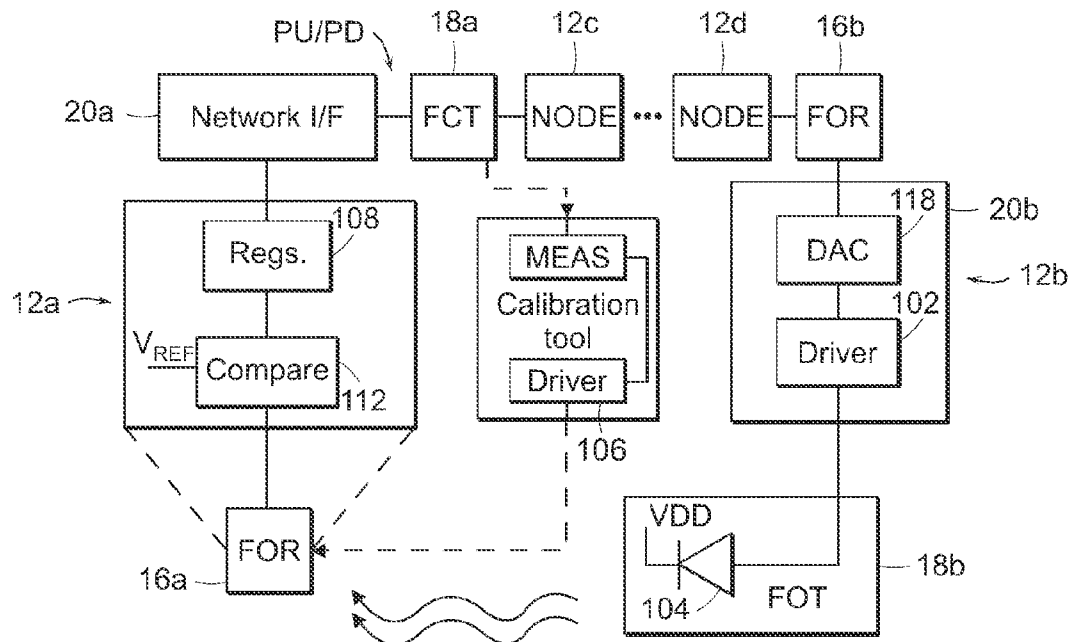 PU/PD
18a
12c
12d
16b
20a
Network I/F
FCT
NODE
•••
NODE
FOR
108
Regs.
MEAS
Calibration
tool
Driver
106
118
20b
DAC
12b
102
Driver
12a
VREF
Compare
112
FOR
16a
VDD
104
FOT
18b